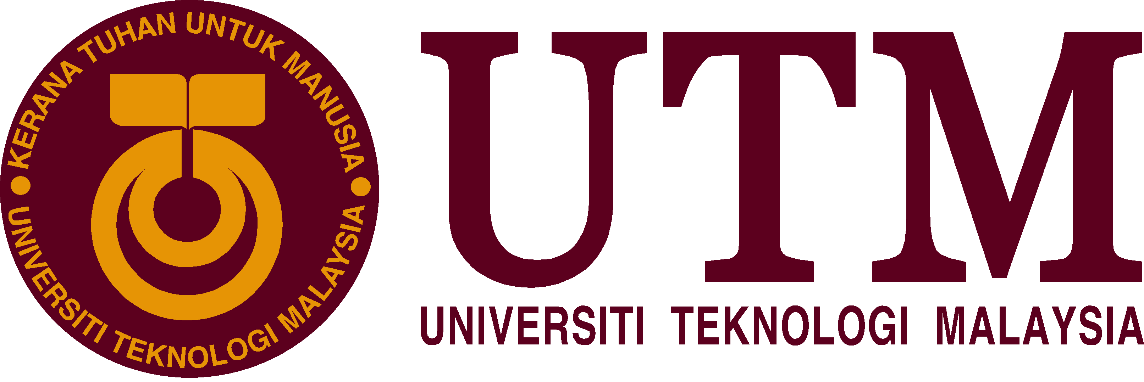 KERANA TUHAN UNTUK MANUSIA
UNIVERSITI TEKNOLOGI MALAYSIA
UTM
UNIVERSITI TEKNOLOGI MALAYSIA